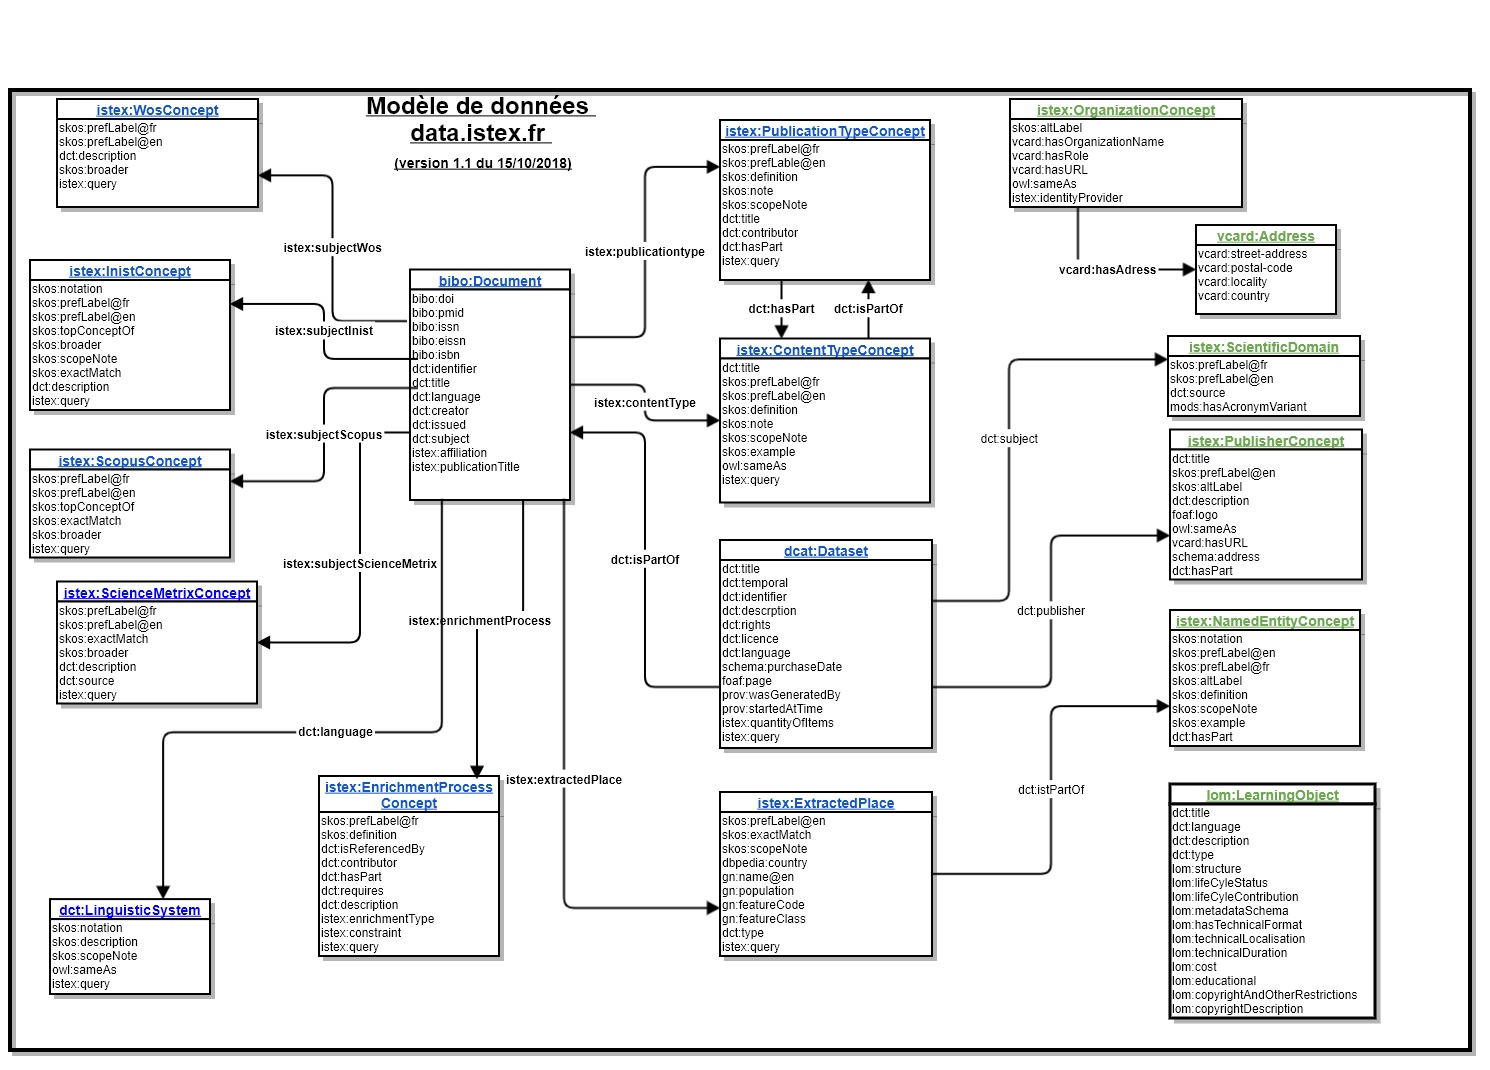 Modèle de données
data.istex.fr
(version 1.1 du 15/10/2018)
istex:WosConcept
skos:prefLabel@fr
skos:prefLabel@en
dct:description
skos:broader
istex:query
istex:subjectWos
istex:InistConcept
skos:notation
skos:prefLabel@fr
skos:prefLabel@en
skos:topConceptOf
skos:broader
skos:scopeNote
skos:exactMatch
dct:description
istex:query
istex:subjectInist
istex:ScopusConcept
skos:prefLabel@fr
skos:prefLabel@en
skos:topConceptOf
skos:exactMatch
skos:broader
istex:query
istex:subjectScopus
istex:ScienceMetrixConcept
skos:prefLabel@fr
skos:prefLabel@en
skos:exactMatch
skos:broader
dct:description
dct:source
istex:query
istex:subjectScienceMetrix
dct:LinguisticSystem
skos:notation
skos:description
skos:scopeNote
owl:sameAs
istex:query
dct:language
bibo:Document
bibo:doi
bibo:pmid
bibo:issn
bibo:eissn
bibo:isbn
dct:identifier
dct:title
dct:language
dct:creator
dct:issued
dct:subject
istex:affiliation
istex:publicationTitle
istex:enrichmentProcess
istex:EnrichmentProcess
Concept
skos:prefLabel@fr
skos:definition
dct:isReferencedBy
dct:contributor
dct:hasPart
dct:requires
dct:description
istex:enrichmentType
istex:constraint
istex:query
istex:extractedPlace
istex:publicationtype
istex:PublicationTypeConcept
skos:prefLabel@fr
skos:prefLable@en
skos:definition
skos:note
skos:scopeNote
dct:title
dct:contributor
dct:hasPart
istex:query
dct:hasPart
dct:isPartOf
istex:contentType
istex:ContentTypeConcept
dct:title
skos:prefLabel@fr
skos:prefLabel@en
skos:definition
skos:note
skos:scopeNote
skos:example
owl:sameAs
istex:query
dct:isPartOf
dcat:Dataset
dct:title
dct:temporal
dct:identifier
dct:descrption
dct:rights
dct:licence
dct:language
schema:purchaseDate
foaf:page
prov:wasGeneratedBy
prov:startedAtTime
istex:quantityOfItems
istex:query
istex:ExtractedPlace
skos:prefLabel@en
skos:exactMatch
skos:scopeNote
dbpedia:country
gn:name@en
gn:population
gn:featureCode
gn:featureClass
dct:type
istex:query
istex:OrganizationConcept
skos:altLabel
vcard:hasOrganizationName
vcard:hasRole
vcard:hasURL
owl:sameAs
istex:identityProvider
vcard:hasAdress
vcard:Address
vcard:street-address
vcard:postal-code
vcard:locality
vcard:country
dct:subject
istex:ScientificDomain
skos:prefLabel@fr
skos:prefLabel@en
dct:source
mods:hasAcronymVariant
dct:publisher
istex:PublisherConcept
dct:title
skos:prefLabel@en
skos:altLabel
dct:description
foaf:logo
owl:sameAs
vcard:hasURL
schema:address
dct:hasPart
dct:istPartOf
istex:NamedEntityConcept
skos:notation
skos:prefLabel@en
skos:prefLabel@fr
skos:altLabel
skos:definition
skos:scopeNote
skos:example
dct:hasPart
lom:LearningObject
dct:title
dct:language
dct:description
dct:type
lom:structure
lom:lifeCyleStatus
lom:lifeCyleContribution
lom:metadataSchema
lom:hasTechnicalFormat
lom:technicalLocalisation
lom:technicalDuration
lom:cost
lom:educational
lom:copyrightAndOtherRestrictions
lom:copyrightDescription